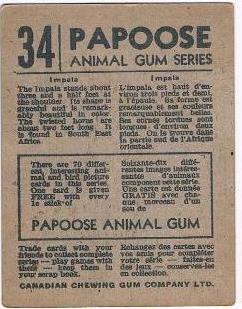 34
PAPOOSE
ANIMAL GUM SERIES
Impala
The Impala stands about
three and a half feet at
the shoulder. Its shape is
graceful and is remark-
ably beautiful in color.
The twisted horns are
about two feet long. It
is found in South East
Africa.
Impala
L'impala est haut d'en-
viron trois pieds et demi,
à l'épaule. Sa forme est
gracieuse et ses couleurs
remarquablement belles.
Ses cornes tordues sont
longues d'environ deux
pieds. On le trouve dans
la partie sud de l'Afrique
orientale.
There are 70 differ-
ent, interesting ani-
mal and bird picture
cards in this series.
One card is given
FREE with every
1c stick of
Soixante-dix diffé-
rentes images intéres-
santes d'animaux
composent cette série.
Une carte est donnée
GRATIS avec cha-
que morceau d'un
sou de
PAPOOSE ANIMAL GUM
Trade cards with your
friends to collect complete
series — play games with
them — keep them in
your scrap book.
Echangez des cartes avec
vos amis pour compléter
votre série - faites-en
des jeux - conservez-les
en collection.
CANADIAN CHEWING GUM COMPANY LTD.